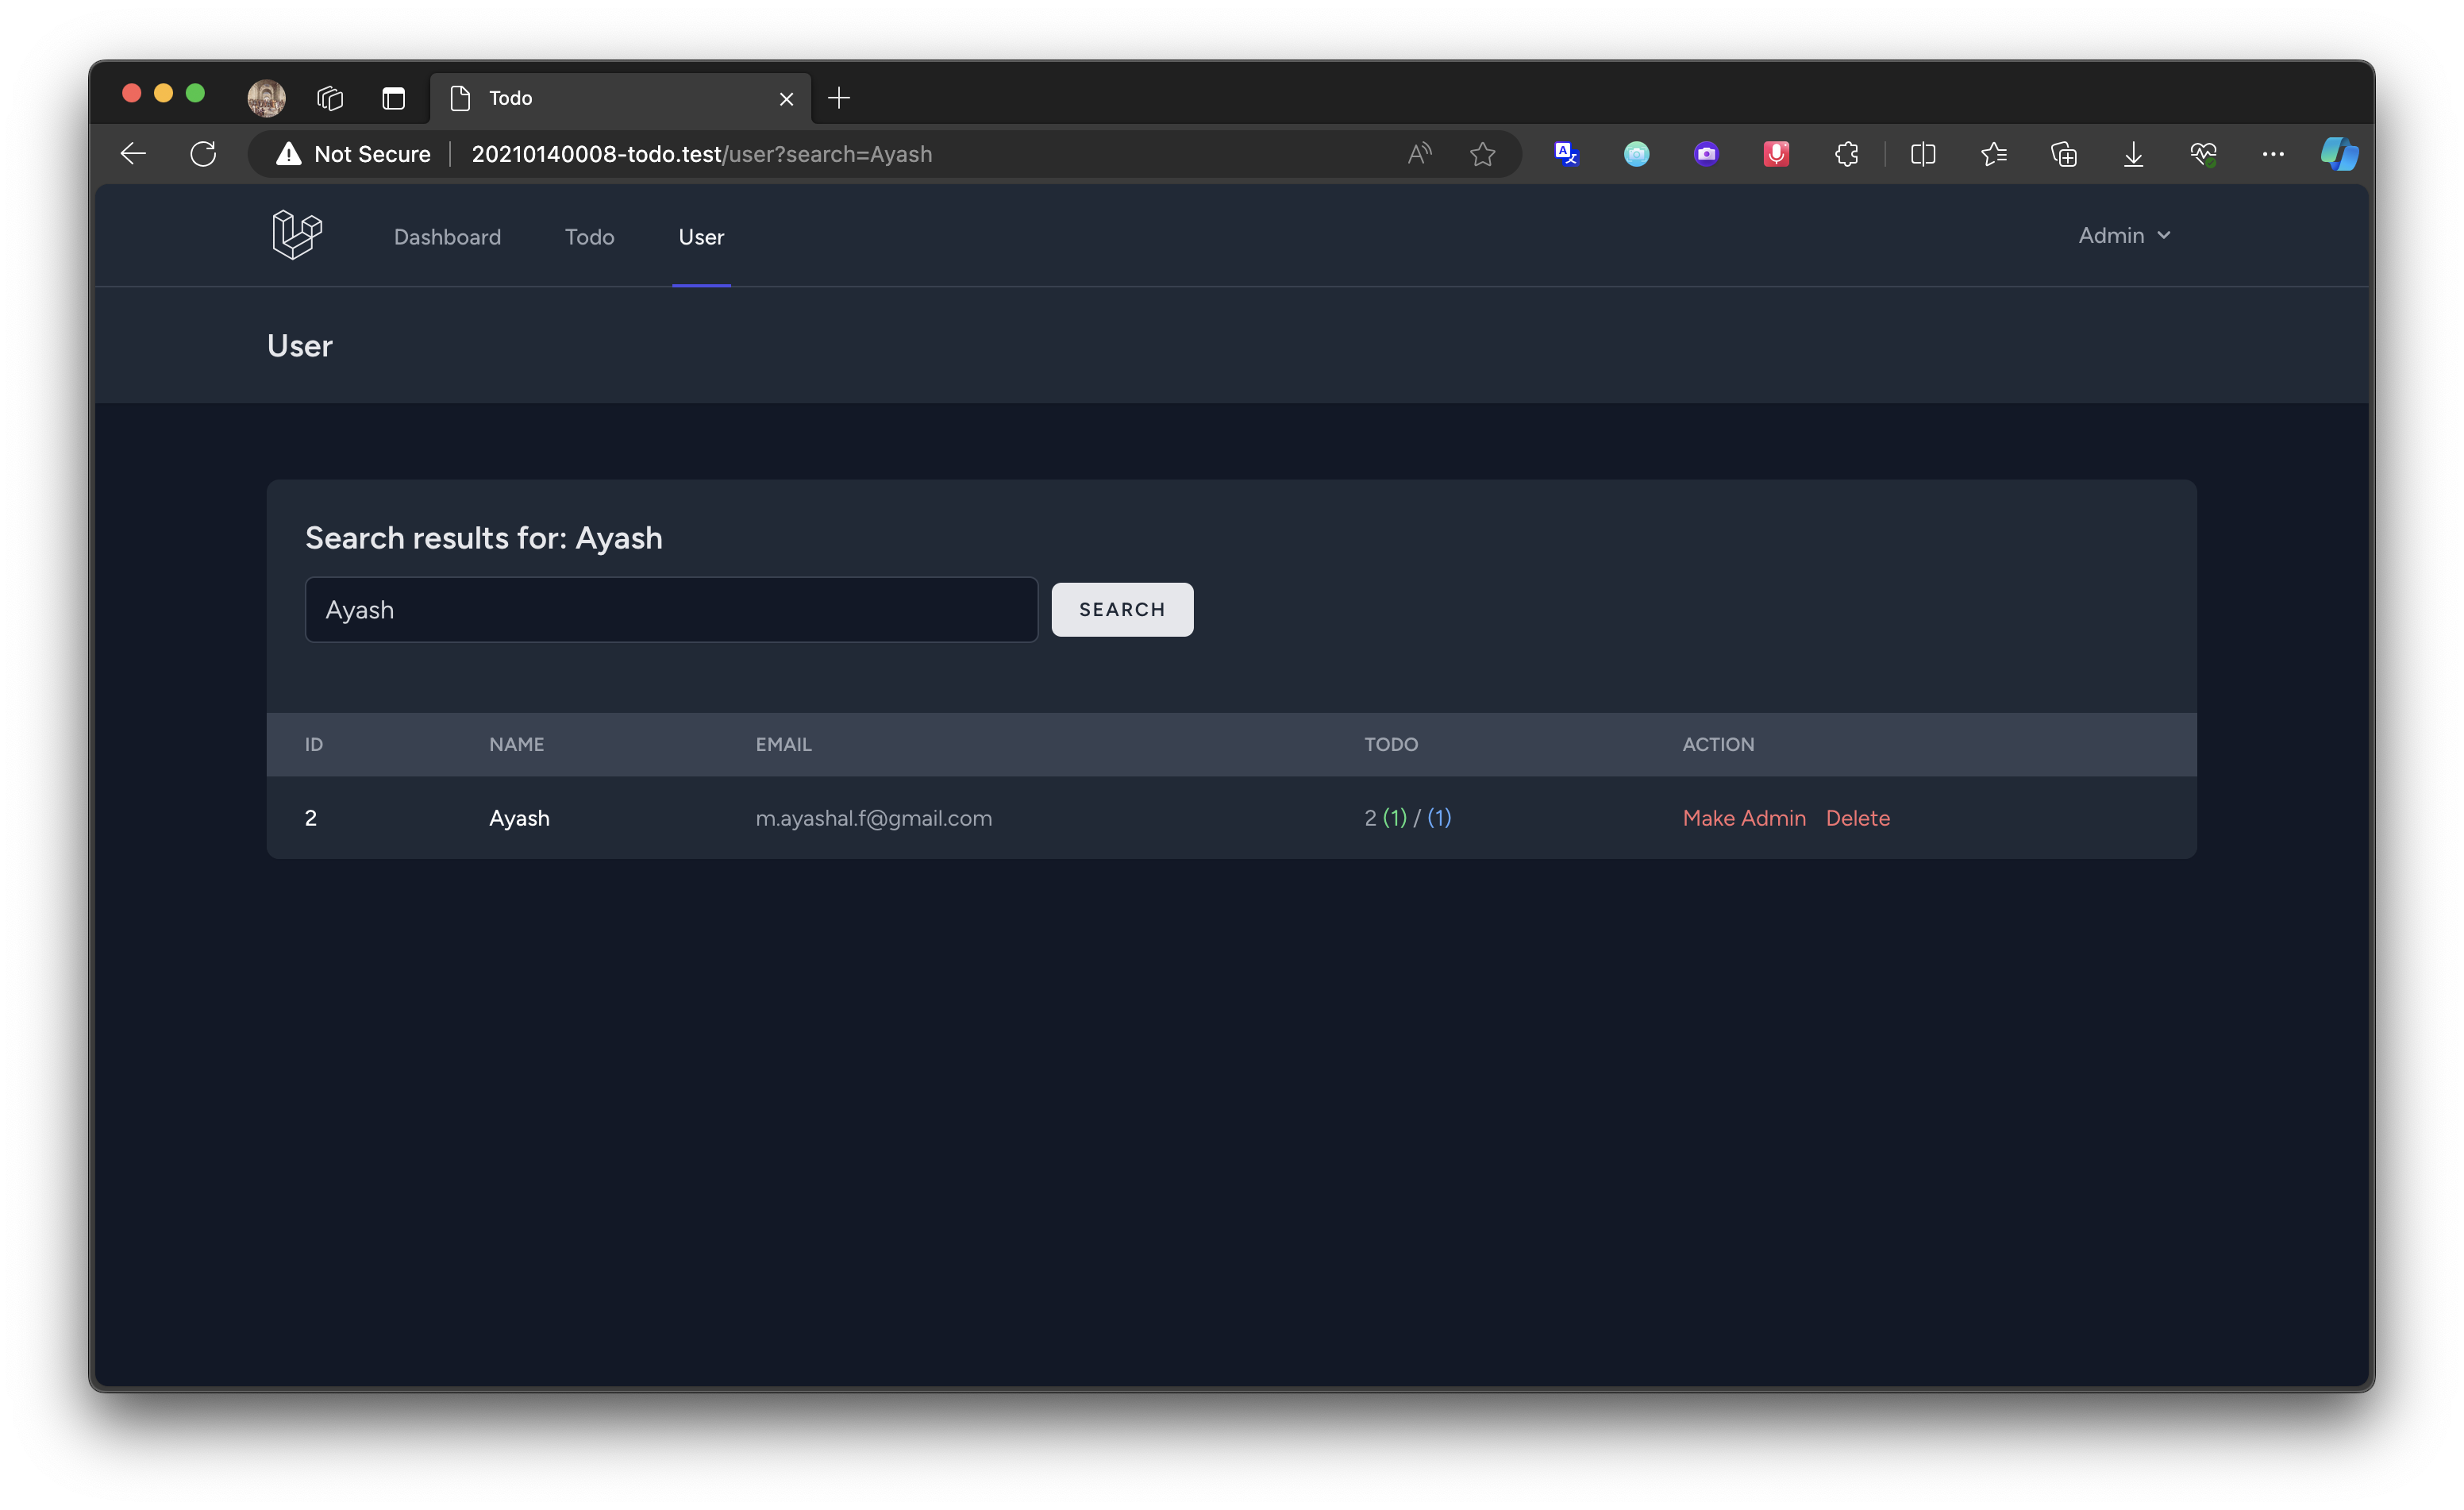 Todo
Not Secure 20210140008-todo.test/user?search=Ayash
Dashboard Todo User Admin
User
Search results for: Ayash
Ayash SEARCH
ID NAME EMAIL TODO ACTION
2 Ayash m.ayashal.f@gmail.com 2 (1) / (1) Make Admin Delete